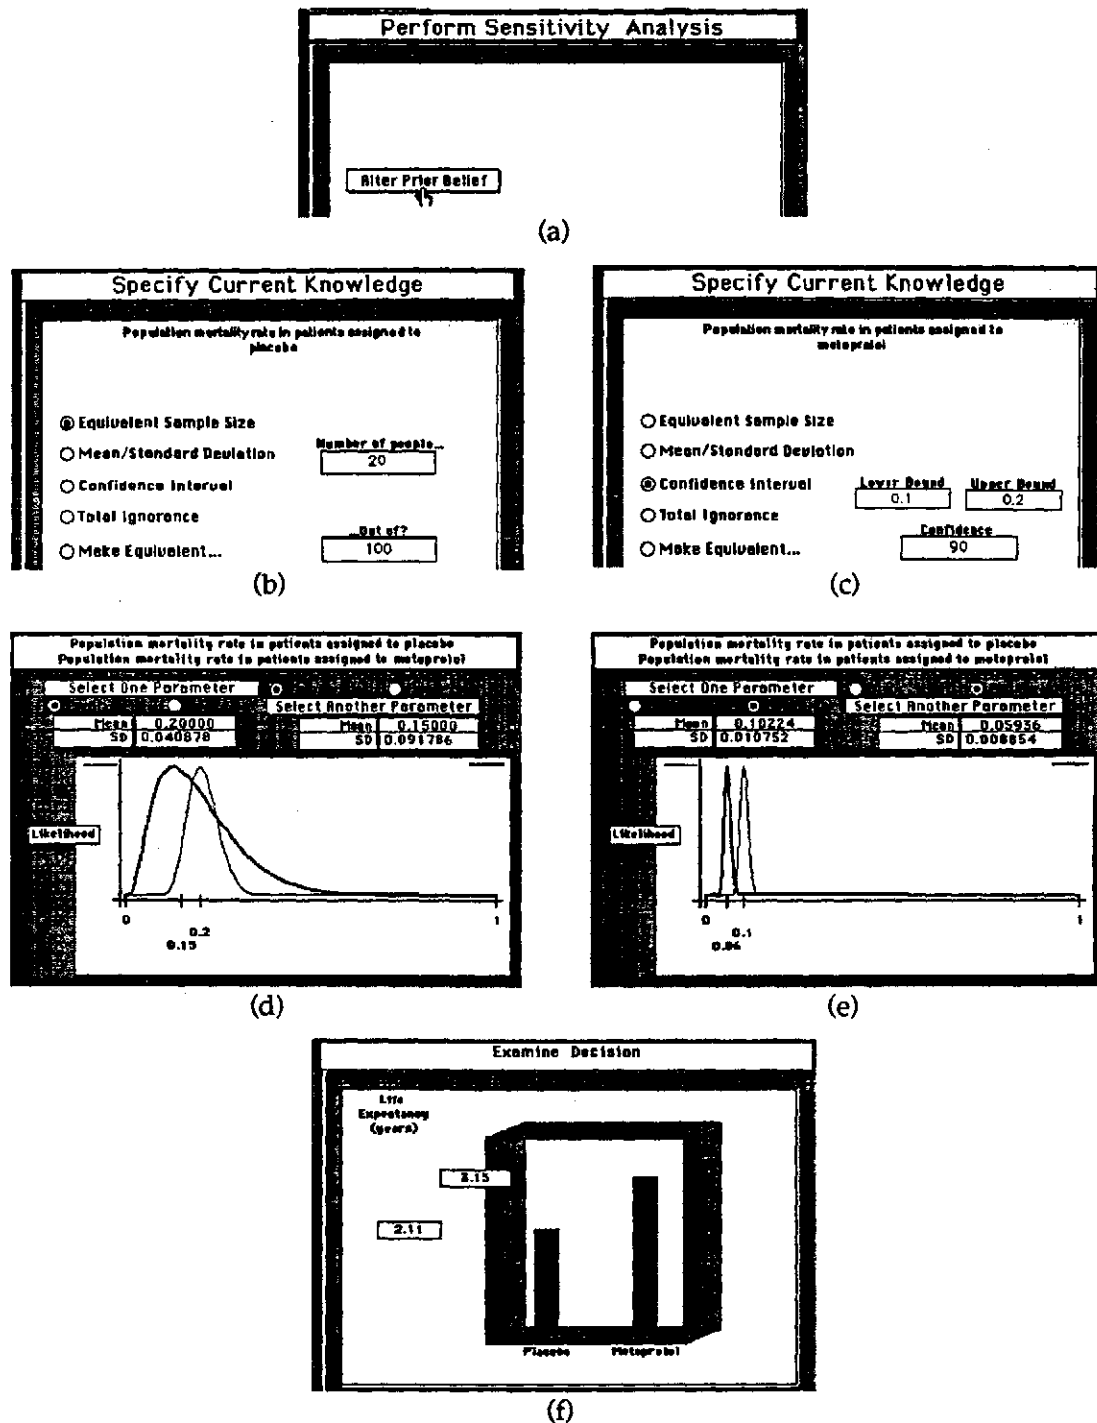 Perform Sensitivity Analysis
Alter Prior Belief
(a)
Specify Current Knowledge
Population mortality rate in patients assigned to
placebo
Equivalent Sample Size
Mean/Standard Deviation
Confidence Interval
Total Ignorance
Make Equivalent...
Number of people...
20
...Out of?
100
(b)
Specify Current Knowledge
Population mortality rate in patients assigned to
metoprolol
Equivalent Sample Size
Mean/Standard Deviation
Confidence Interval
Total Ignorance
Make Equivalent...
Lower Bound
0.1
Upper Bound
0.2
Confidence
90
(c)
Population mortality rate in patients assigned to placebo
Population mortality rate in patients assigned to metoprolol
Select One Parameter
Select Another Parameter
Mean 0.20000
SD 0.040878
Mean 0.15000
SD 0.091786
Likelihood
0
1
0.2
0.15
(d)
Population mortality rate in patients assigned to placebo
Population mortality rate in patients assigned to metoprolol
Select One Parameter
Select Another Parameter
Mean 0.10224
SD 0.010752
Mean 0.05936
SD 0.008854
Likelihood
0
1
0.1
0.06
(e)
Examine Decision
Life
Expectancy
(years)
2.11
Placebo
Metoprolol
(f)